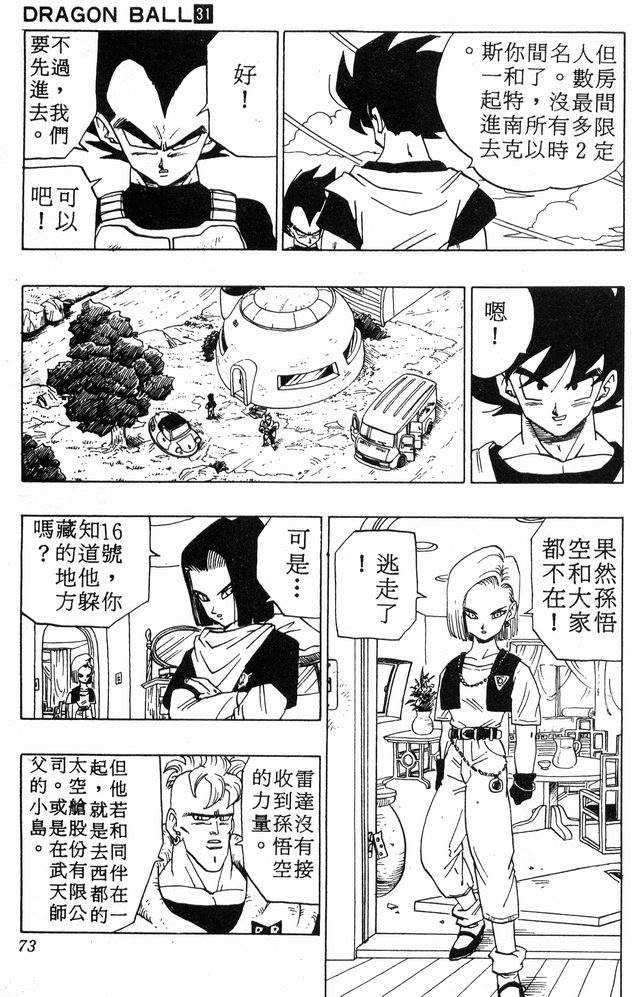 DRAGON BALL 31
但房間限定
人數最多2
名。沒有時
間了，所以
你和特南克
斯一起進去
。
好！
不過，我們
要先進去。
可以
吧！
嗯！
果然孫悟
空和大家
都不在！
逃走了
！
可是…
16號，你
知道他躲
藏的地方
嗎？
雷達沒有接
收到孫悟空
的力量。
但他若和同伴在一
起，就是去西都的
太空艙股份有限公
司。或是在武天師
父的小島。
73